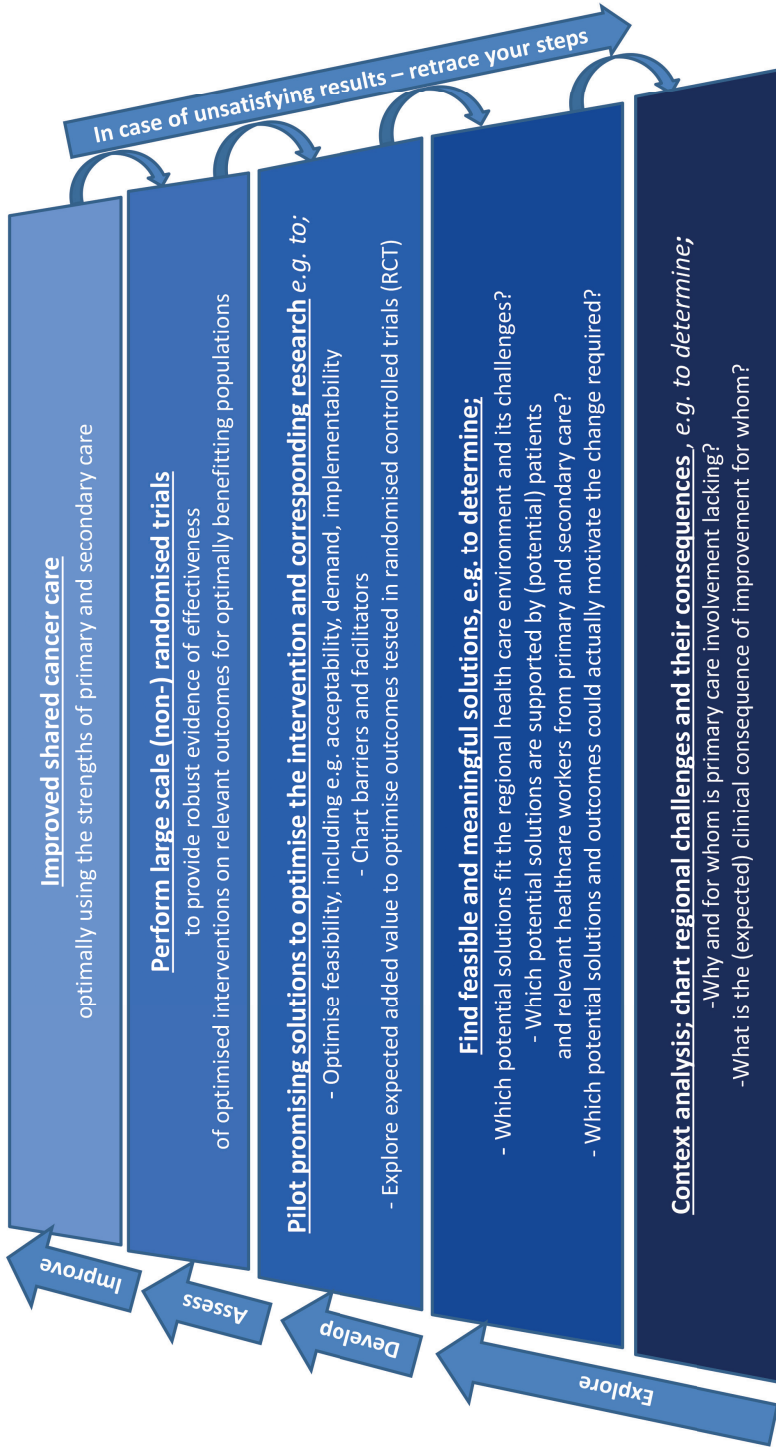 In case of unsatisfying results – retrace your steps
Improved shared cancer care
optimally using the strengths of primary and secondary care
Improve
Perform large scale (non-) randomised trials
to provide robust evidence of effectiveness
of optimised interventions on relevant outcomes for optimally benefitting populations
Assess
Pilot promising solutions to optimise the intervention and corresponding research e.g. to;
- Optimise feasibility, including e.g. acceptability, demand, implementability
- Chart barriers and facilitators
- Explore expected added value to optimise outcomes tested in randomised controlled trials (RCT)
Develop
Find feasible and meaningful solutions, e.g. to determine;
- Which potential solutions fit the regional health care environment and its challenges?
- Which potential solutions are supported by (potential) patients
and relevant healthcare workers from primary and secondary care?
- Which potential solutions and outcomes could actually motivate the change required?
Explore
Context analysis; chart regional challenges and their consequences , e.g. to determine;
-Why and for whom is primary care involvement lacking?
-What is the (expected) clinical consequence of improvement for whom?